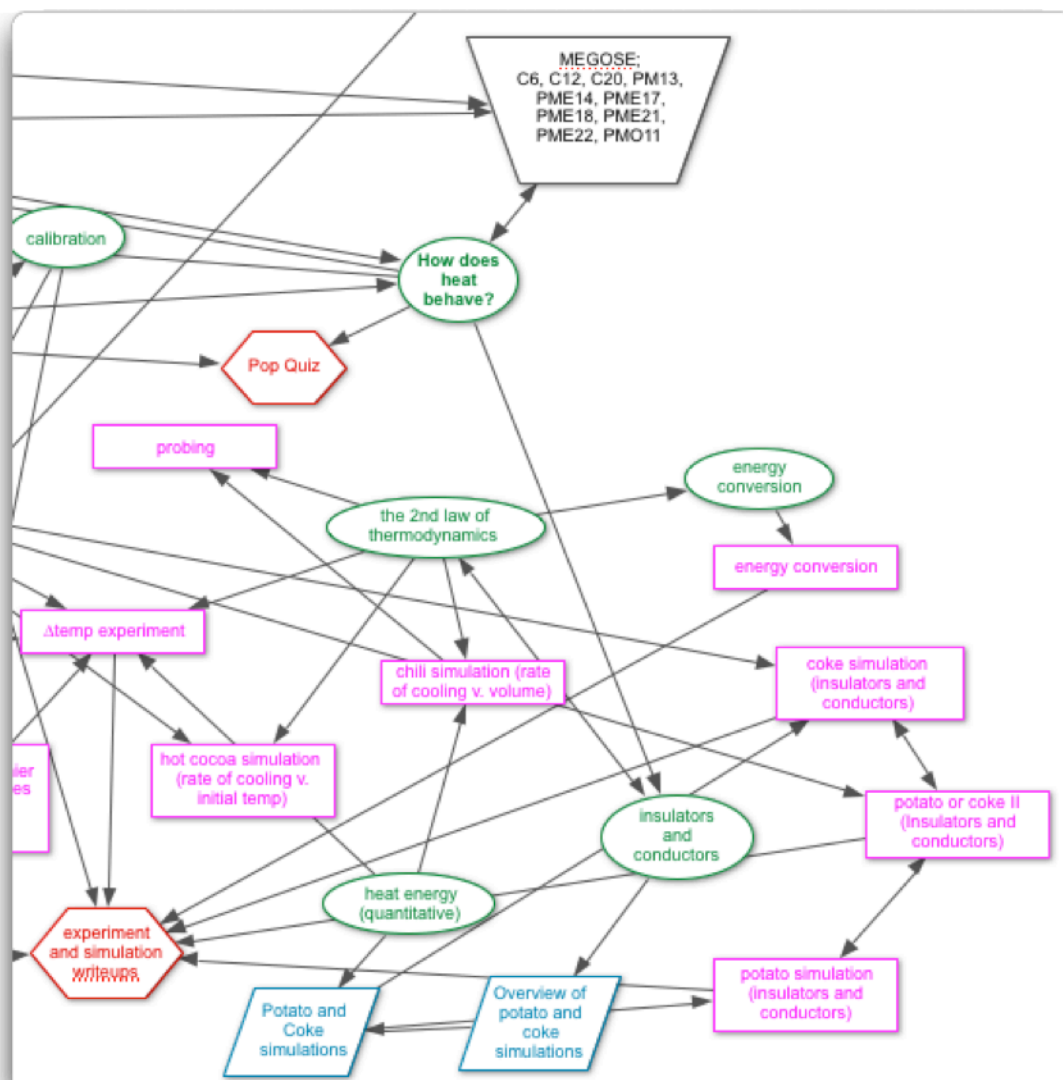 MEGOSE;
C6, C12, C20, PM13,
PME14, PME17,
PME18, PME21,
PME22, PMO11
calibration
How does
heat
behave?
Pop Quiz
probing
energy
conversion
the 2nd law of
thermodynamics
energy conversion
Δtemp experiment
chili simulation (rate
of cooling v. volume)
coke simulation
(insulators and
conductors)
hot cocoa simulation
(rate of cooling v.
initial temp)
potato or coke II
(Insulators and
conductors)
insulators
and
conductors
heat energy
(quantitative)
experiment
and simulation
writeups
potato simulation
(insulators and
conductors)
Potato and
Coke
simulations
Overview of
potato and
coke
simulations